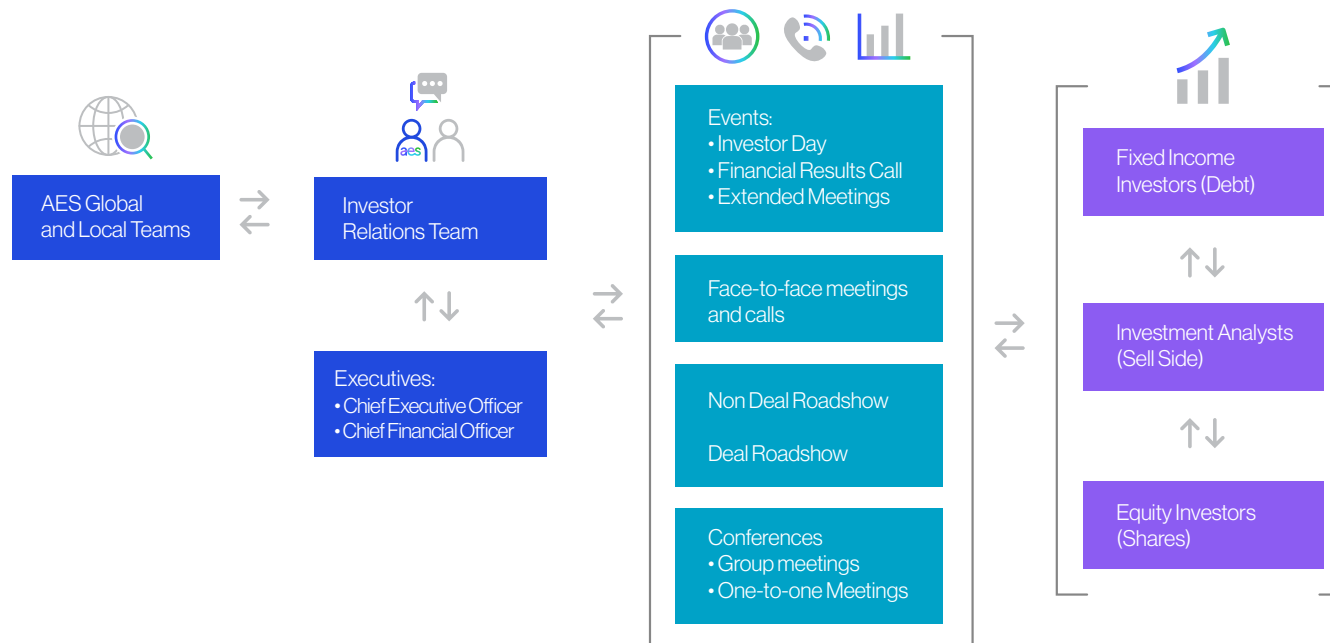 aes
AES Global
and Local Teams
Investor
Relations Team
Executives:
• Chief Executive Officer
• Chief Financial Officer
Events:
• Investor Day
• Financial Results Call
• Extended Meetings
Face-to-face meetings
and calls
Non Deal Roadshow
Deal Roadshow
Conferences
• Group meetings
• One-to-one Meetings
Fixed Income
Investors (Debt)
Investment Analysts
(Sell Side)
Equity Investors
(Shares)